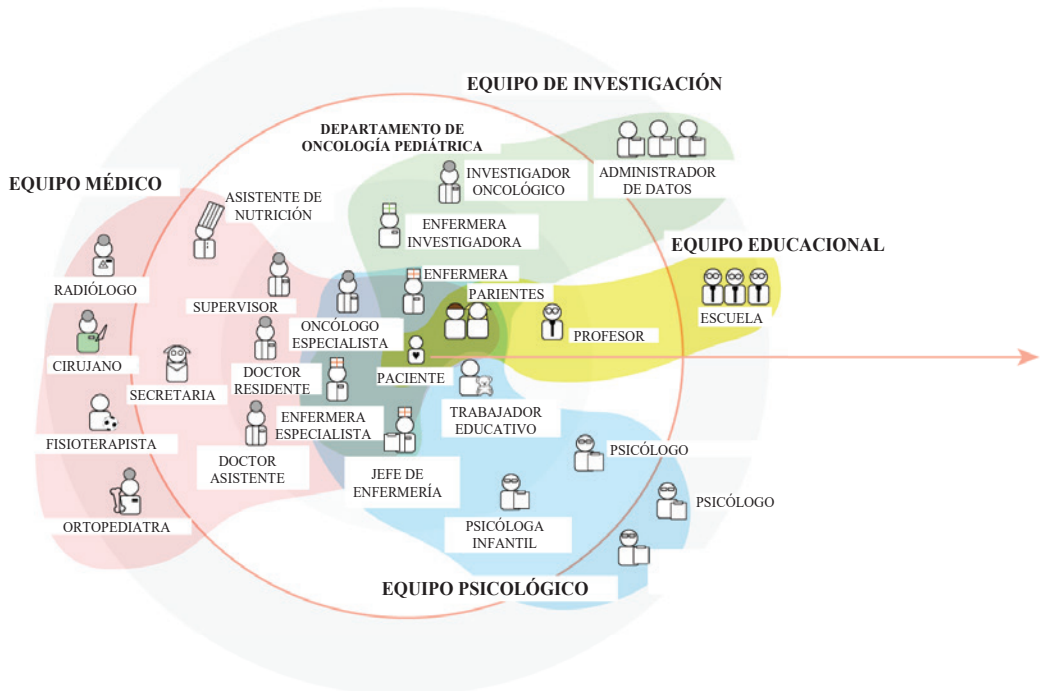 EQUIPO DE INVESTIGACIÓN
DEPARTAMENTO DE
ONCOLOGÍA PEDIÁTRICA
EQUIPO MÉDICO
ASISTENTE DE
NUTRICIÓN
INVESTIGADOR
ONCOLÓGICO
ADMINISTRADOR
DE DATOS
ENFERMERA
INVESTIGADORA
EQUIPO EDUCACIONAL
RADIÓLOGO
SUPERVISOR
ENFERMERA
PARIENTES
ONCÓLOGO
ESPECIALISTA
PROFESOR
ESCUELA
CIRUJANO
SECRETARIA
DOCTOR
RESIDENTE
PACIENTE
TRABAJADOR
EDUCATIVO
FISIOTERAPISTA
ENFERMERA
ESPECIALISTA
DOCTOR
ASISTENTE
JEFE DE
ENFERMERÍA
PSICÓLOGO
PSICÓLOGO
ORTOPEDIATRA
PSICÓLOGA
INFANTIL
EQUIPO PSICOLÓGICO